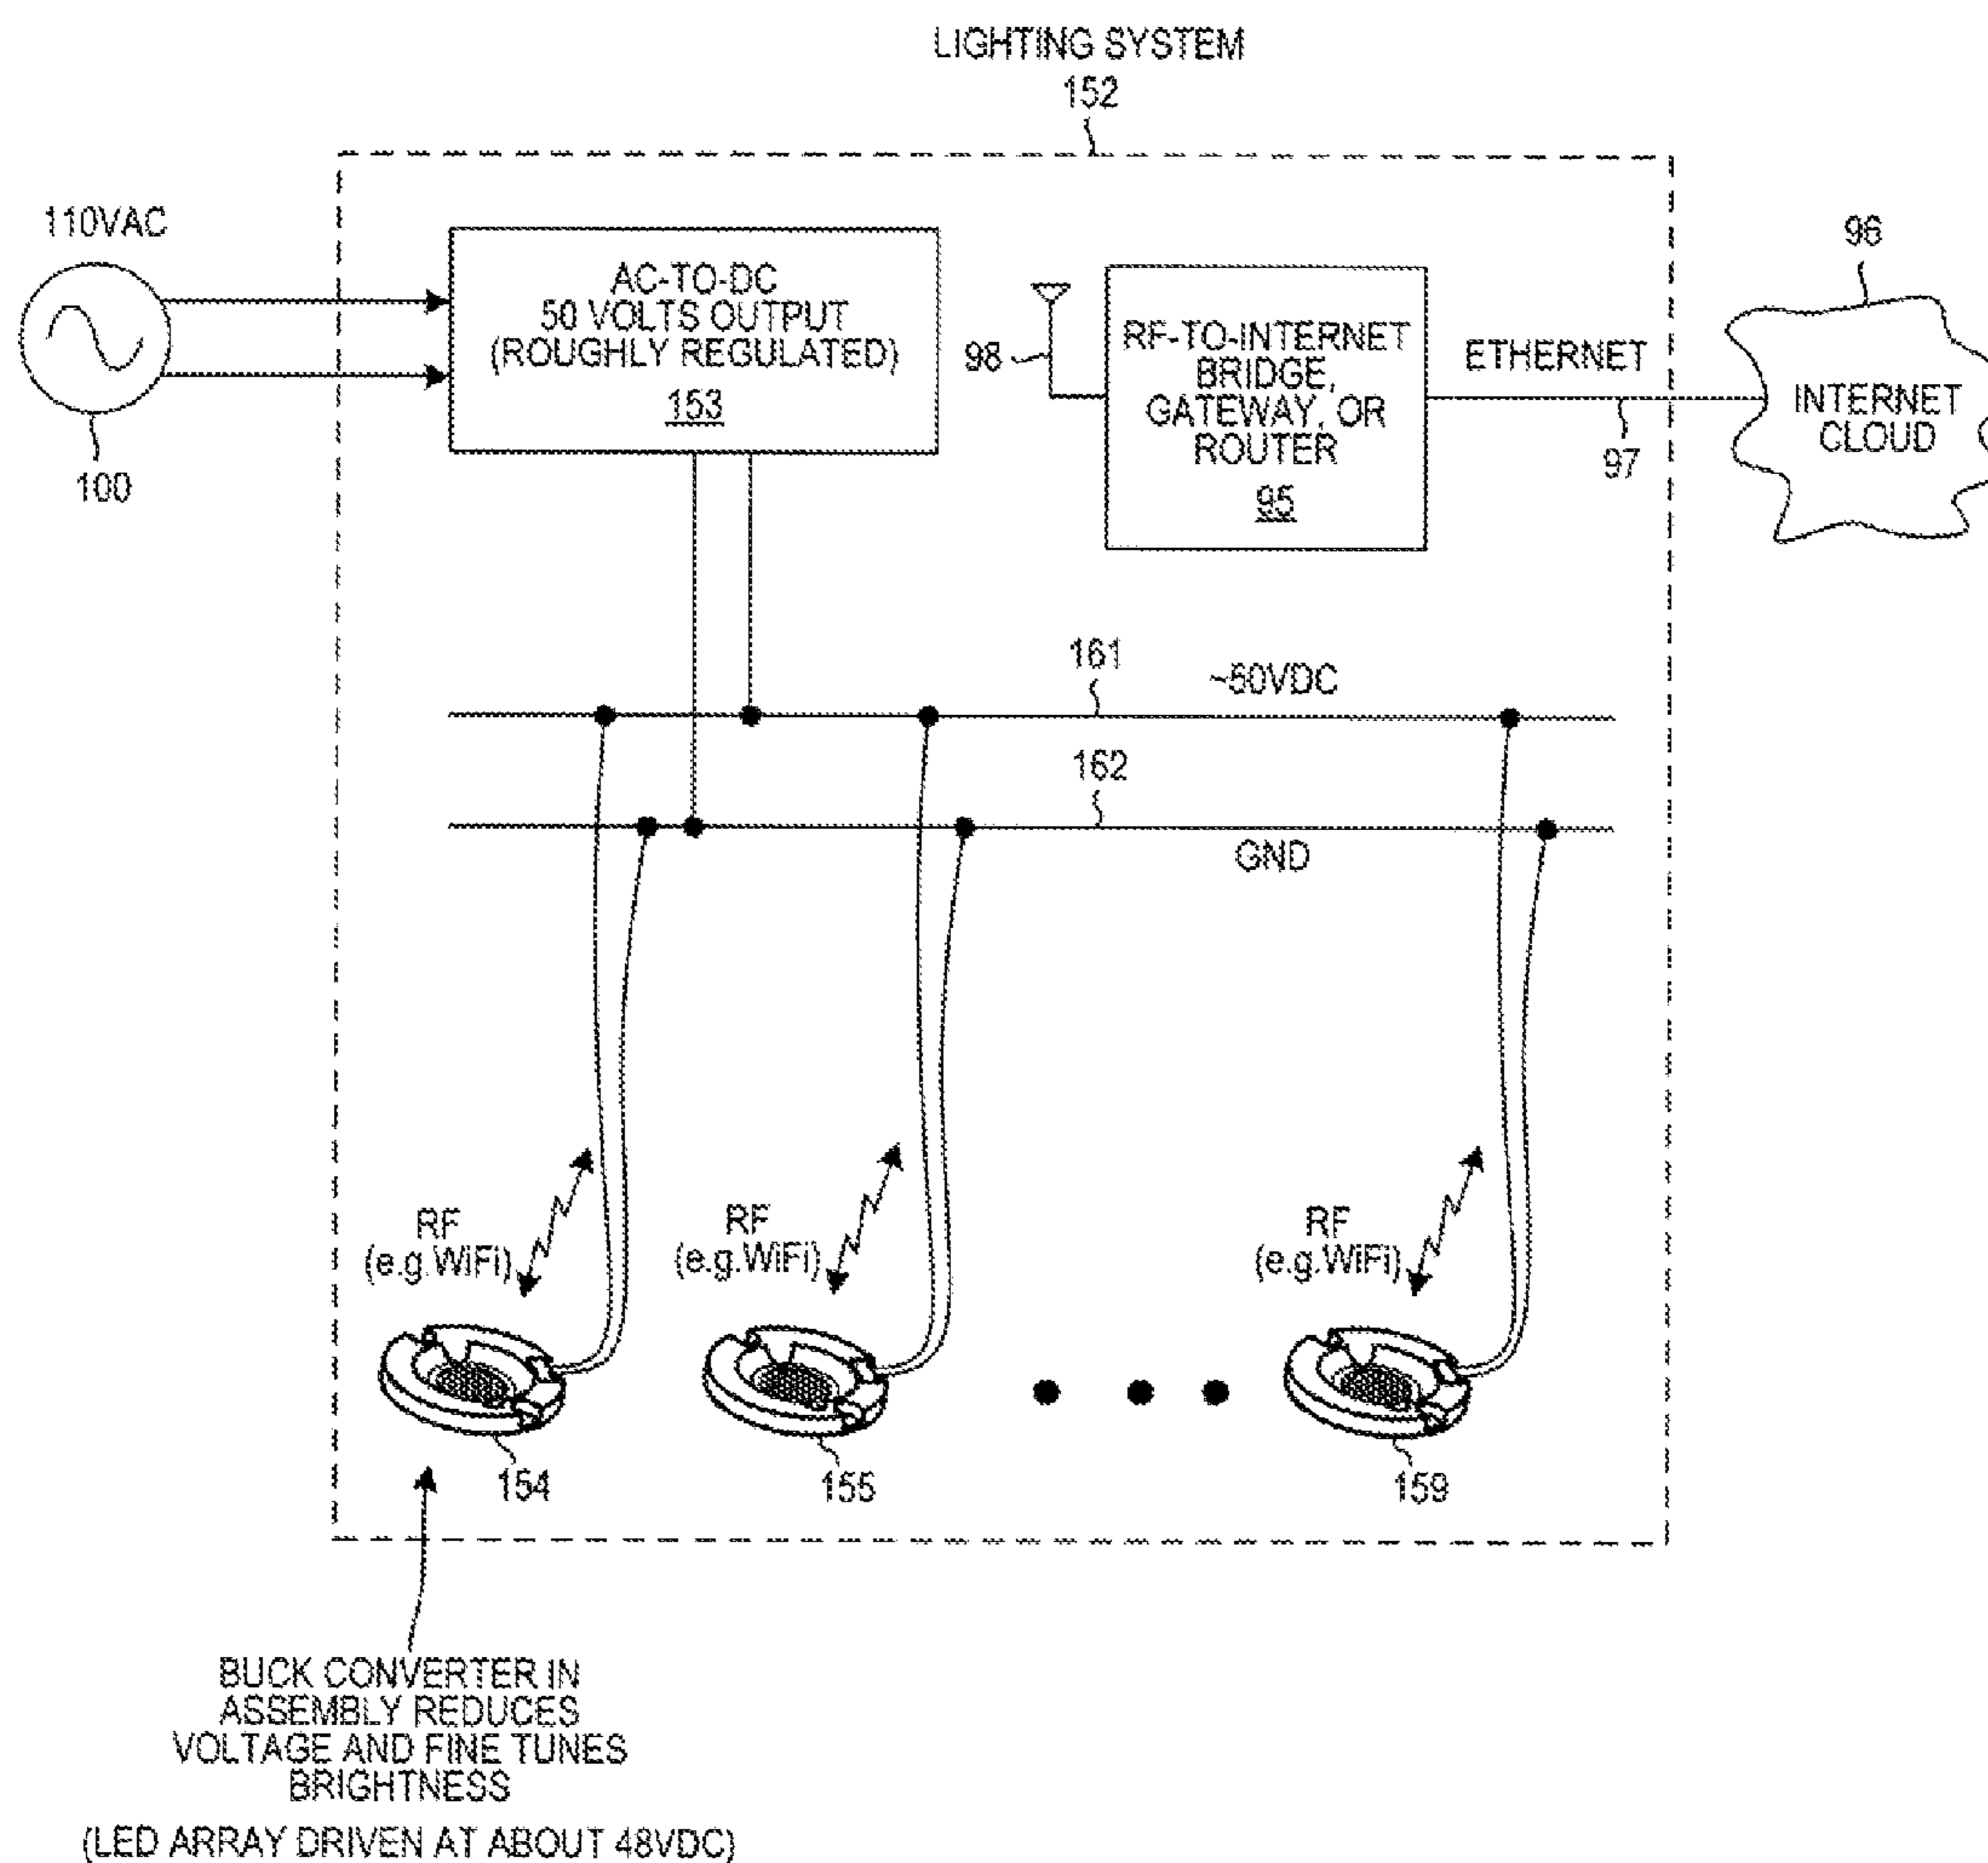 LIGHTING SYSTEM
152
110VAC
100
AC-TO-DC
50 VOLTS OUTPUT
(ROUGHLY REGULATED)
153
98
RF-TO-INTERNET
BRIDGE,
GATEWAY, OR
ROUTER
95
ETHERNET
97
96
INTERNET
CLOUD
161
~50VDC
162
GND
RF
(e.g.WiFi)
RF
(e.g.WiFi)
RF
(e.g.WiFi)
154
155
159
BUCK CONVERTER IN
ASSEMBLY REDUCES
VOLTAGE AND FINE TUNES
BRIGHTNESS
(LED ARRAY DRIVEN AT ABOUT 48VDC)